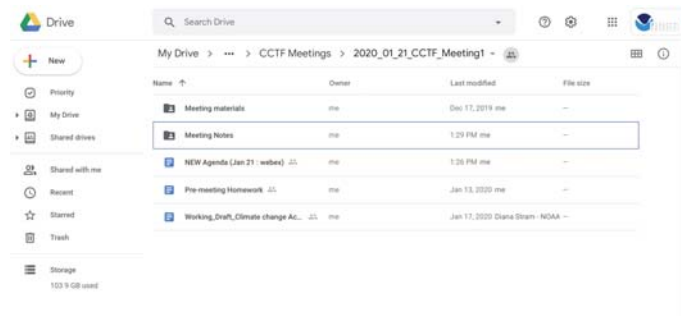 Drive
Search Drive
New
My Drive > ••• > CCTF Meetings > 2020_01_21_CCTF_Meeting1
Name ↑ Owner Last modified File size
Priority
My Drive
Shared drives
Shared with me
Recent
Starred
Trash
Storage
103.9 GB used
Meeting materials me Dec 17, 2019 me —
Meeting Notes me 1:29 PM me —
NEW Agenda (Jan 21 : webex) me 1:26 PM me —
Pre-meeting Homework me Jan 13, 2020 me —
Working_Draft_Climate change Ac... me Jan 17, 2020 Diana Stram - NOAA —